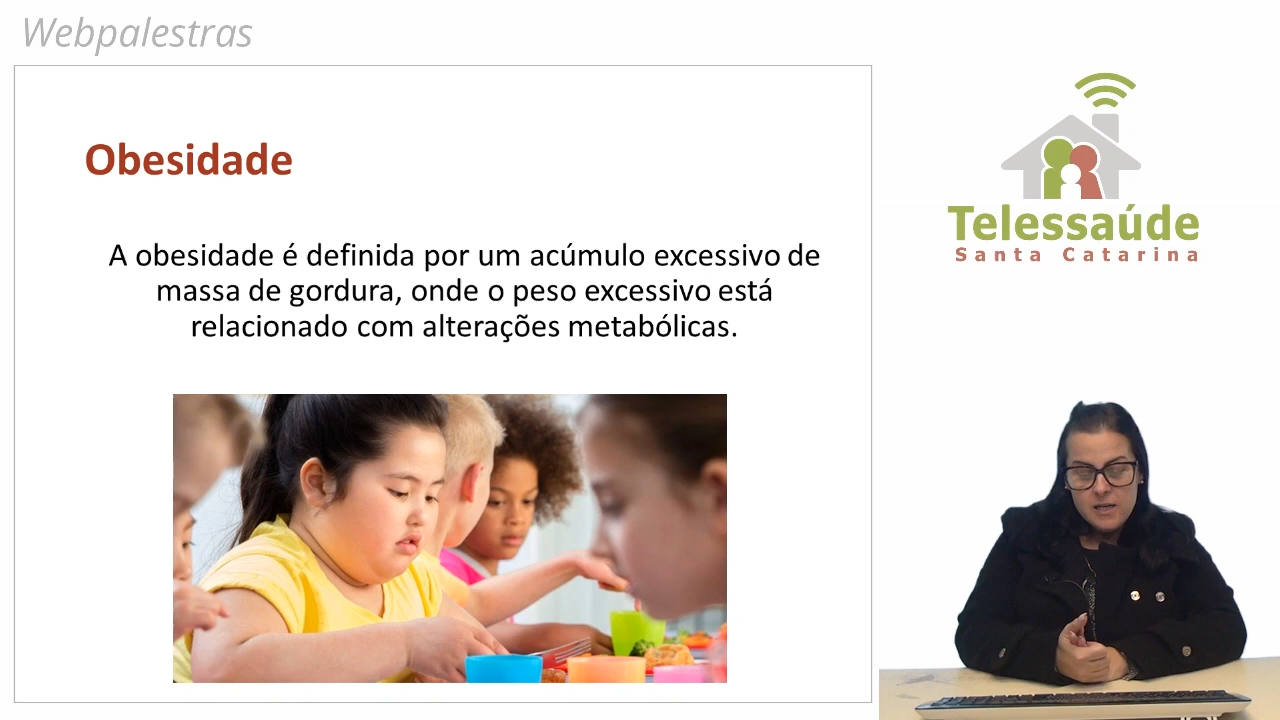 Webpalestras
Obesidade
A obesidade é definida por um acúmulo excessivo de
massa de gordura, onde o peso excessivo está
relacionado com alterações metabólicas.
Telessaúde
Santa Catarina